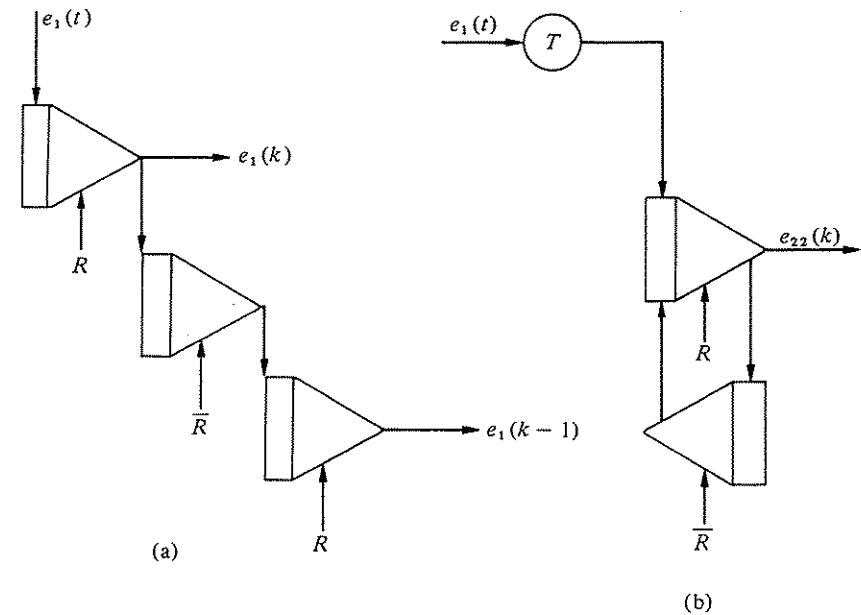 e₁(t)
e₁(k)
R
R̅
e₁(k − 1)
R
(a)
e₁(t)
T
e₂₂(k)
R
R̅
(b)